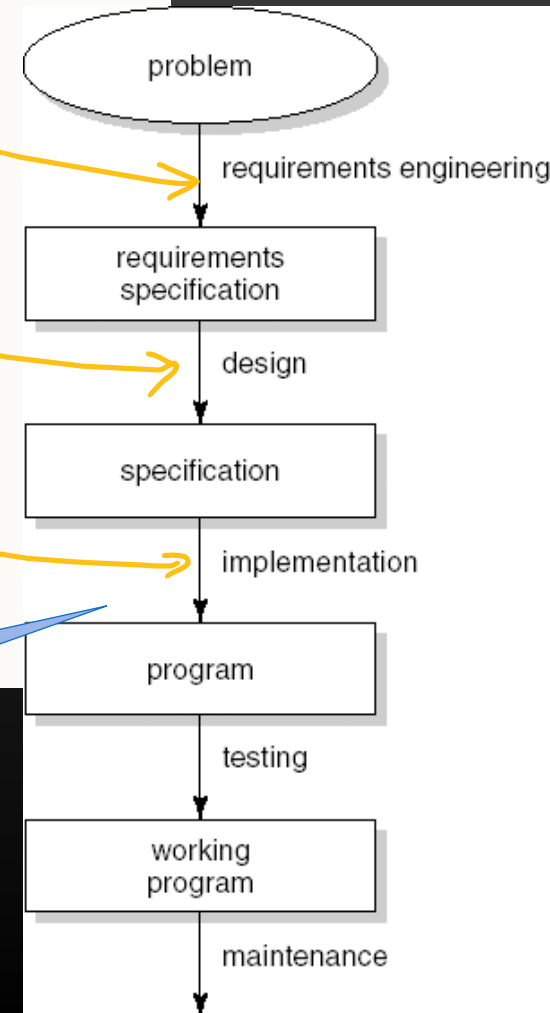 problem
requirements engineering
requirements
specification
design
specification
implementation
program
testing
working
program
maintenance